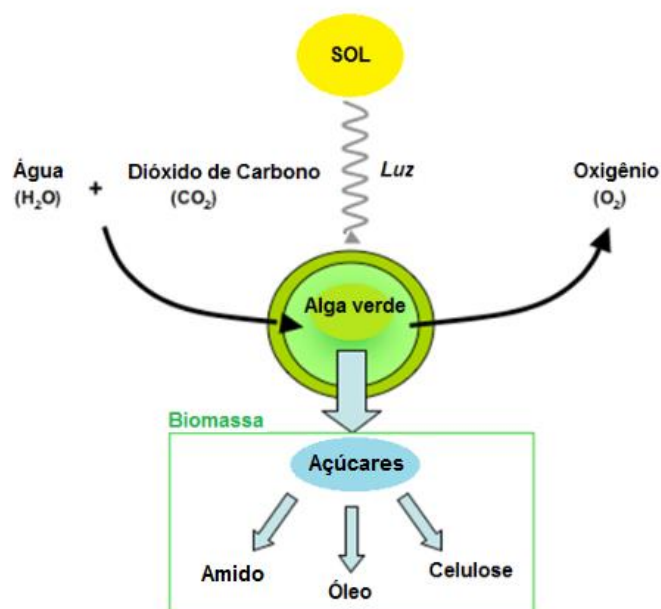 SOL
Água
(H₂O)
+
Dióxido de Carbono
(CO₂)
Luz
Oxigênio
(O₂)
Alga verde
Biomassa
Açúcares
Amido
Óleo
Celulose